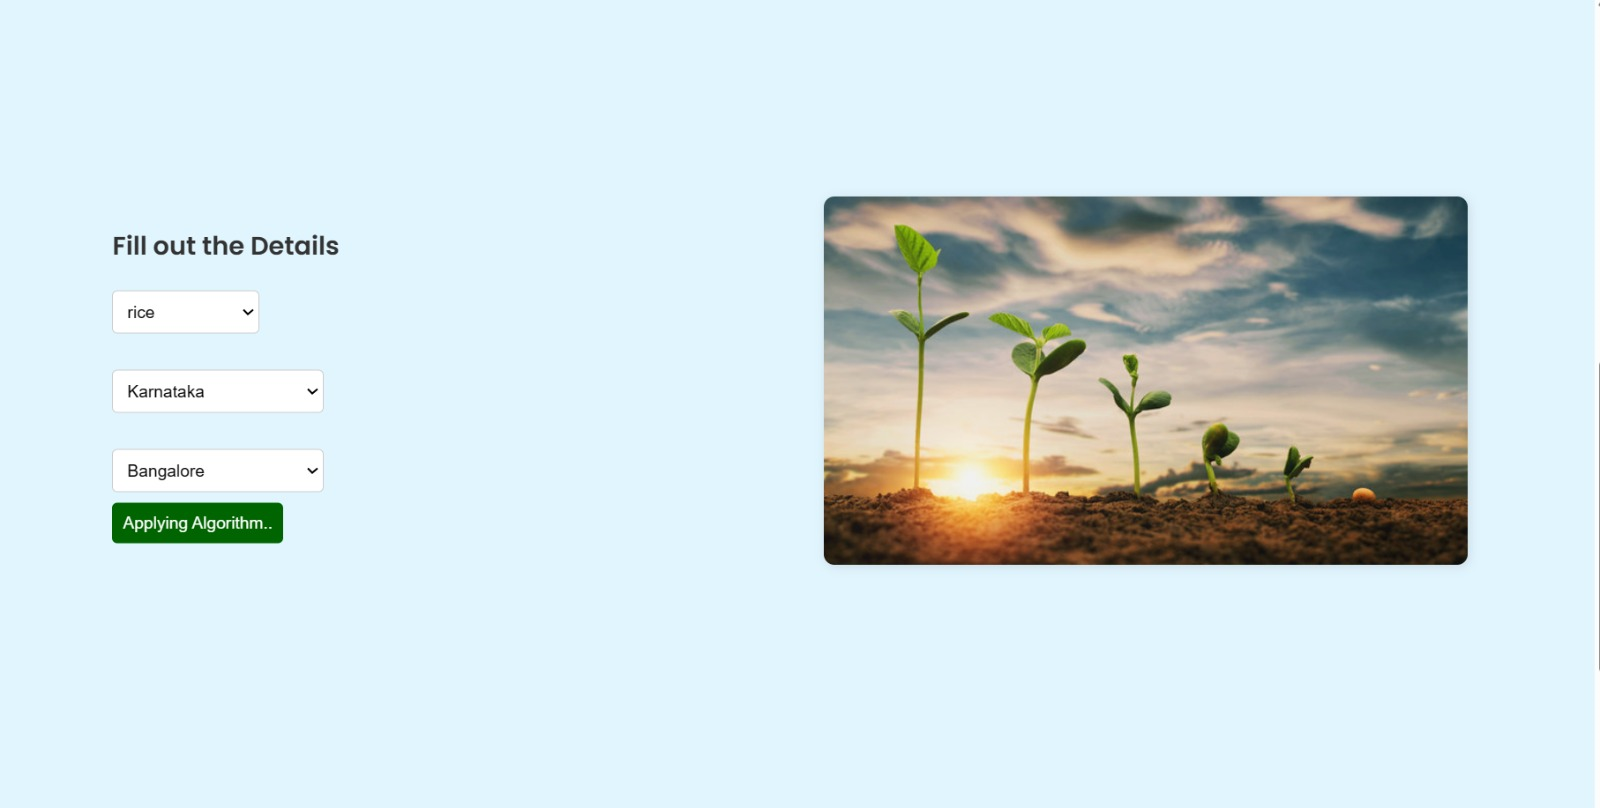 Fill out the Details
rice
Karnataka
Bangalore
Applying Algorithm..